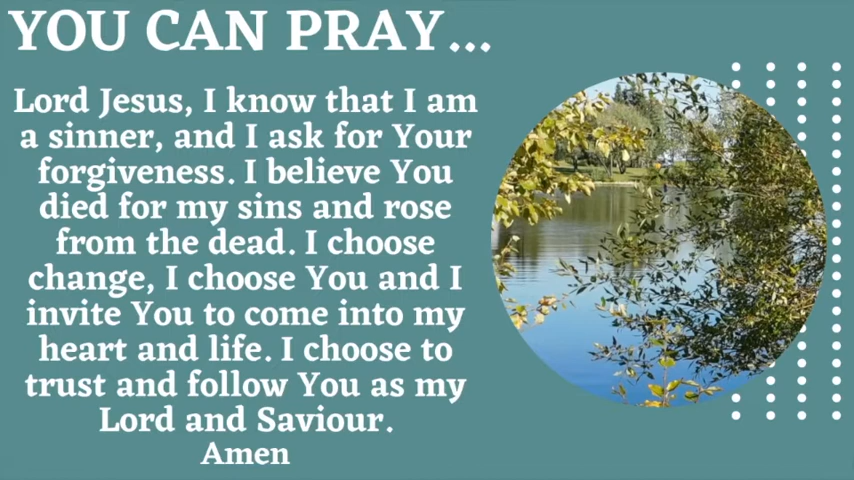 YOU CAN PRAY...
Lord Jesus, I know that I am
a sinner, and I ask for Your
forgiveness. I believe You
died for my sins and rose
from the dead. I choose
change, I choose You and I
invite You to come into my
heart and life. I choose to
trust and follow You as my
Lord and Saviour.
Amen